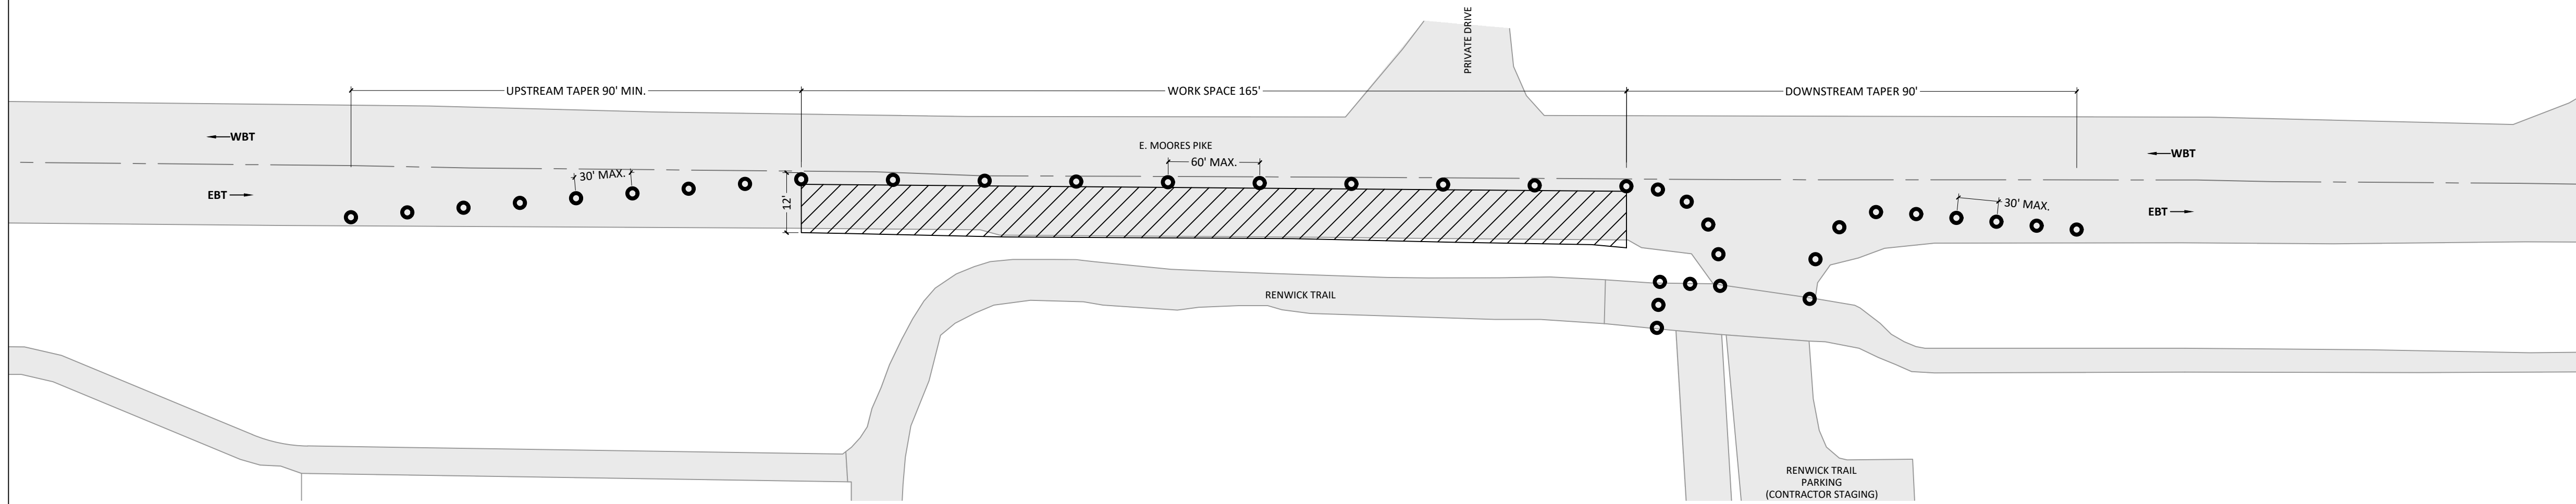 PRIVATE DRIVE
UPSTREAM TAPER 90' MIN.
WORK SPACE 165'
DOWNSTREAM TAPER 90'
WBT
E. MOORES PIKE
WBT
60' MAX.
30' MAX.
EBT
12'
30' MAX.
EBT
RENWICK TRAIL
RENWICK TRAIL
PARKING
(CONTRACTOR STAGING)